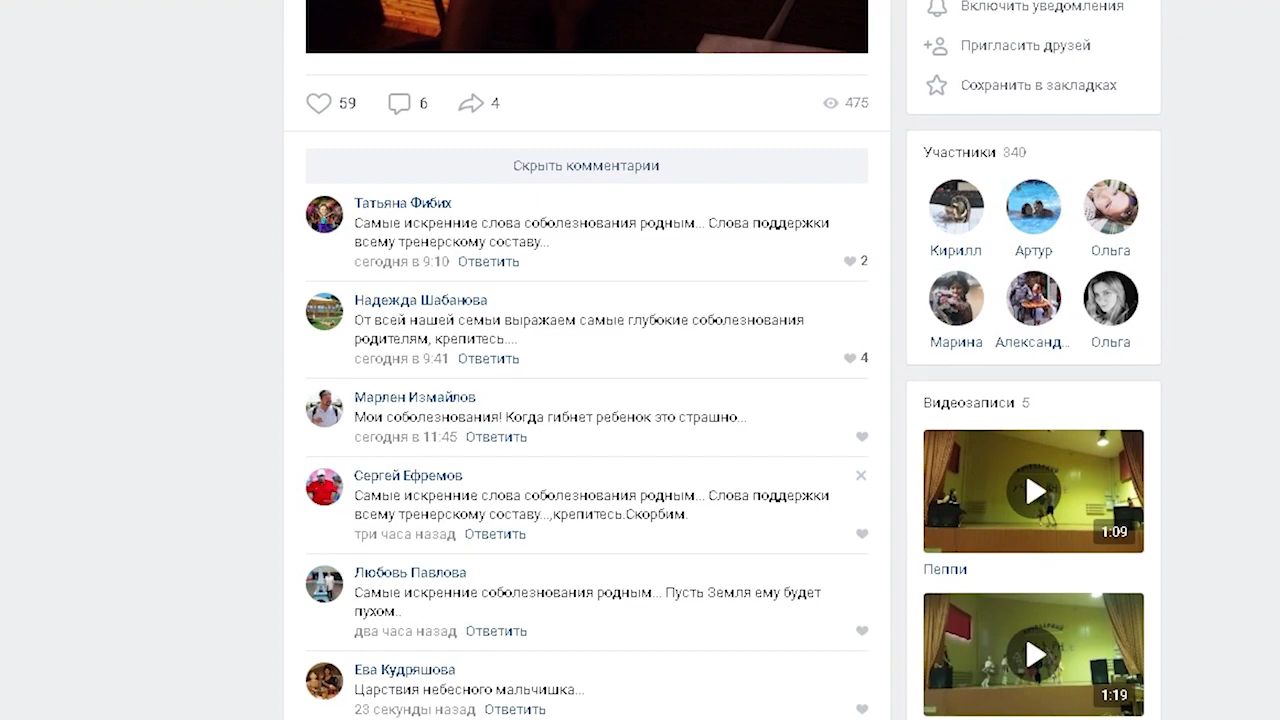 59
6
4
475
Скрыть комментарии
Татьяна Фибих
Самые искренние слова соболезнования родным... Слова поддержки
всему тренерскому составу...
сегодня в 9:10 Ответить
2
Надежда Шабанова
От всей нашей семьи выражаем самые глубокие соболезнования
родителям, крепитесь....
сегодня в 9:41 Ответить
4
Марлен Измайлов
Мои соболезнования! Когда гибнет ребенок это страшно...
сегодня в 11:45 Ответить
Сергей Ефремов
Самые искренние слова соболезнования родным... Слова поддержки
всему тренерскому составу...,крепитесь.Скорбим.
три часа назад Ответить
Любовь Павлова
Самые искренние соболезнования родным... Пусть Земля ему будет
пухом..
два часа назад Ответить
Ева Кудряшова
Царствия небесного мальчишка...
23 секунды назад Ответить
Включить уведомления
Пригласить друзей
Сохранить в закладках
Участники 340
Кирилл Артур Ольга
Марина Александ... Ольга
Видеозаписи 5
1:09
Пеппи
1:19